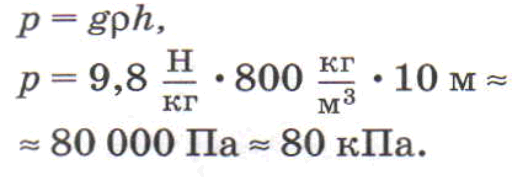 p = gρh,
p = 9,8 Н/кг · 800 кг/м³ · 10 м ≈
≈ 80 000 Па ≈ 80 кПа.